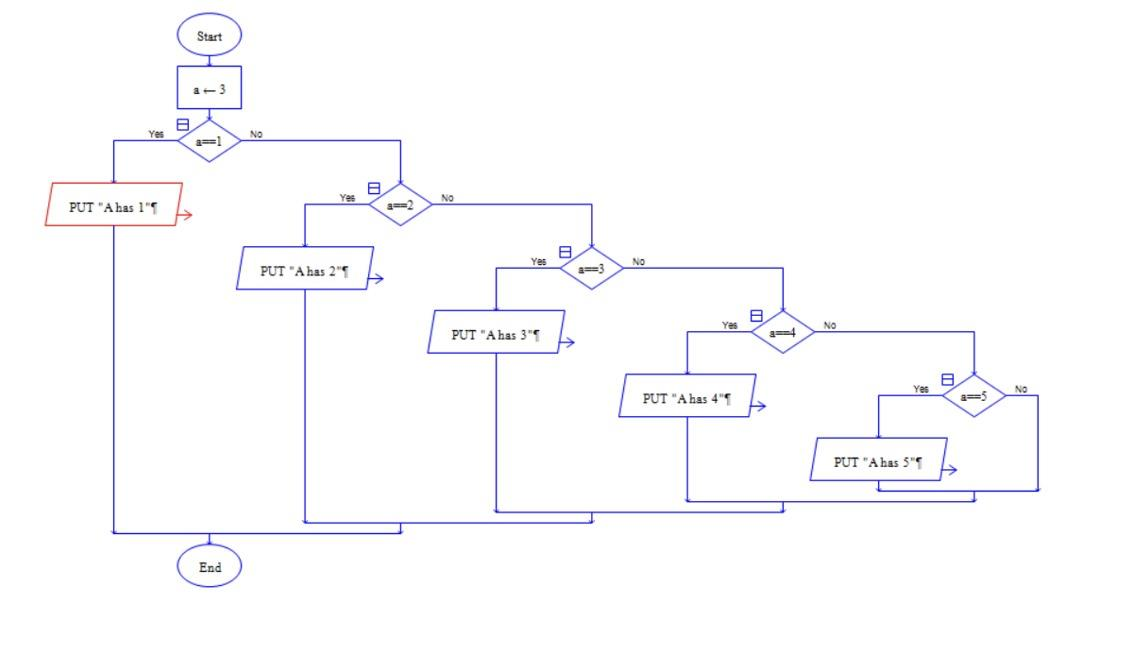 Start
a ← 3
Yes
a==1
No
PUT "A has 1"¶
Yes
a==2
No
PUT "A has 2"¶
Yes
a==3
No
PUT "A has 3"¶
Yes
a==4
No
PUT "A has 4"¶
Yes
a==5
No
PUT "A has 5"¶
End